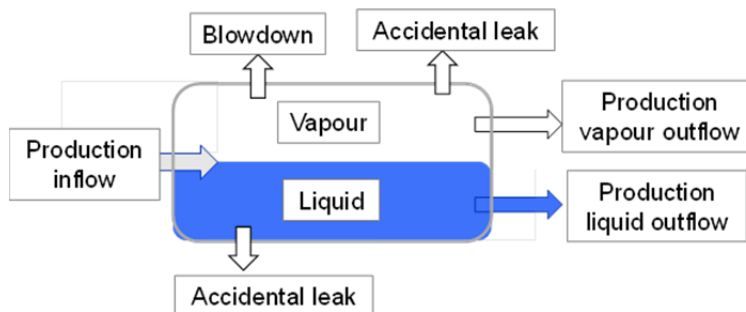 Blowdown
Accidental leak
Vapour
Production
vapour outflow
Production
inflow
Liquid
Production
liquid outflow
Accidental leak